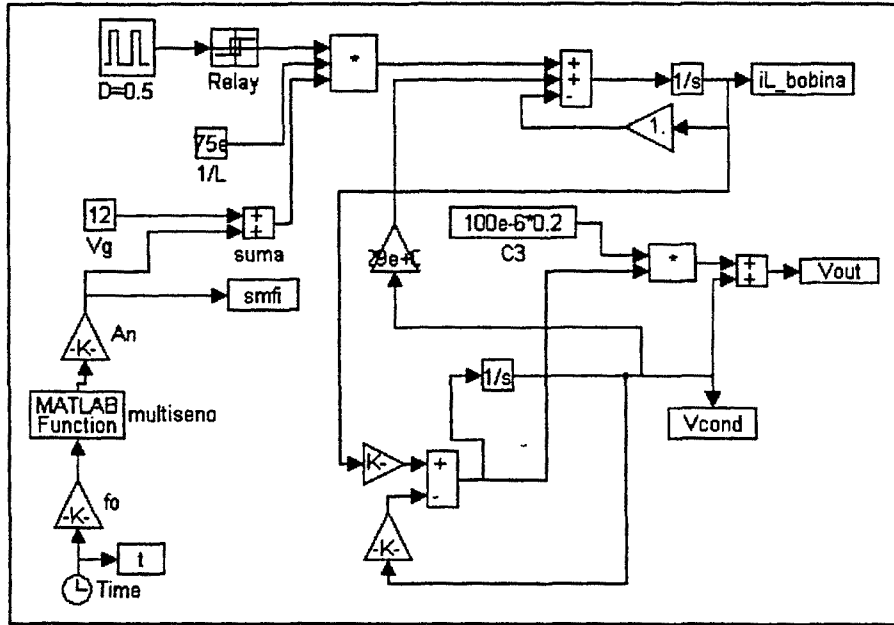 D=0.5
Relay
*
+
+
-
1/s
iL_bobina
1.
75e
1/L
12
Vg
+
+
suma
100e-6*0.2
C3
*
+
+
Vout
smfi
An
-K-
1/s
MATLAB
Function
multiseno
Vcond
K-
+
-
-K-
fo
-K-
t
Time